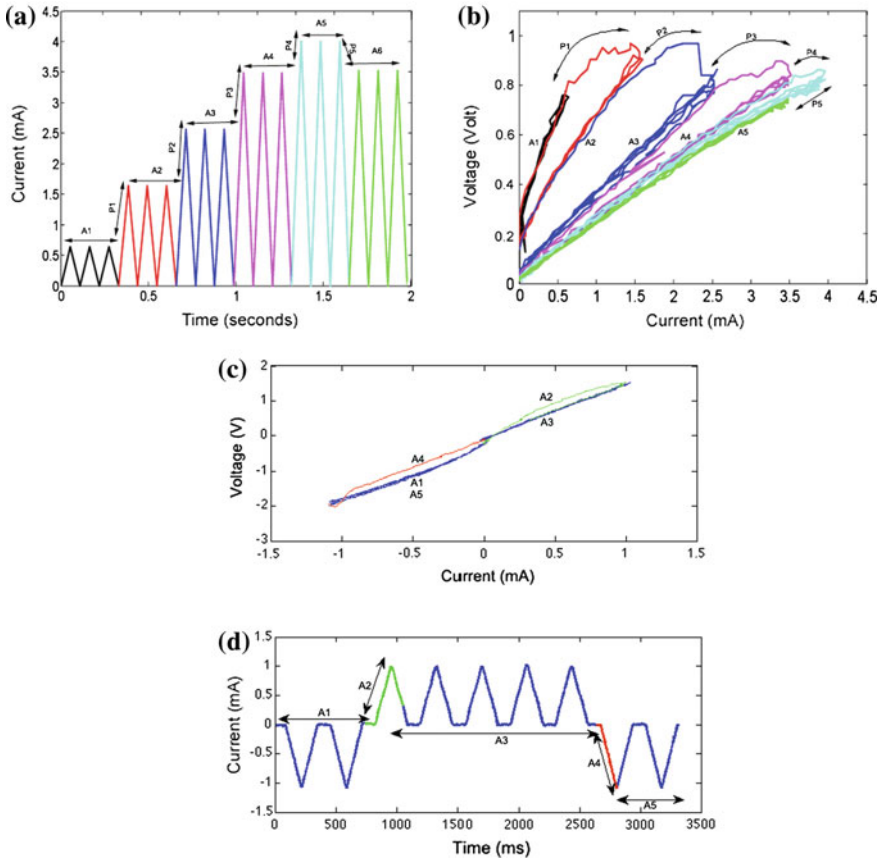 (a)
4.5
4
3.5
3
2.5
2
1.5
1
0.5
0
Current (mA)
0
0.5
1
1.5
2
Time (seconds)
A1
P1
A2
P2
A3
P3
A4
P4
A5
P5
A6
(b)
1
0.8
0.6
0.4
0.2
0
Voltage (Volt)
0
0.5
1
1.5
2
2.5
3
3.5
4
4.5
Current (mA)
P1
P2
P3
P4
P5
A1
A2
A3
A4
A5
(c)
2
1
0
-1
-2
-3
Voltage (V)
-1.5
-1
-0.5
0
0.5
1
1.5
Current (mA)
A2
A3
A4
A1
A5
(d)
1.5
1
0.5
0
-0.5
-1
-1.5
Current (mA)
0
500
1000
1500
2000
2500
3000
3500
Time (ms)
A1
A2
A3
A4
A5